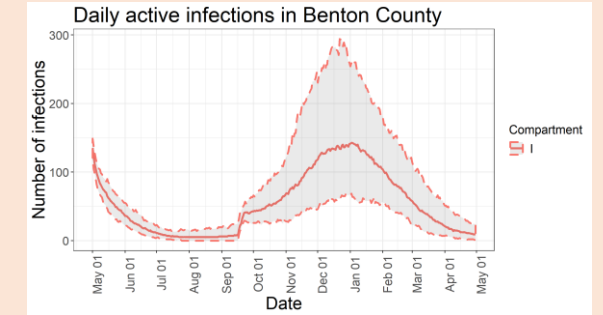 Daily active infections in Benton County
Number of infections
300
200
100
0
May 01
Jun 01
Jul 01
Aug 01
Sep 01
Oct 01
Nov 01
Dec 01
Jan 01
Feb 01
Mar 01
Apr 01
May 01
Date
Compartment
I